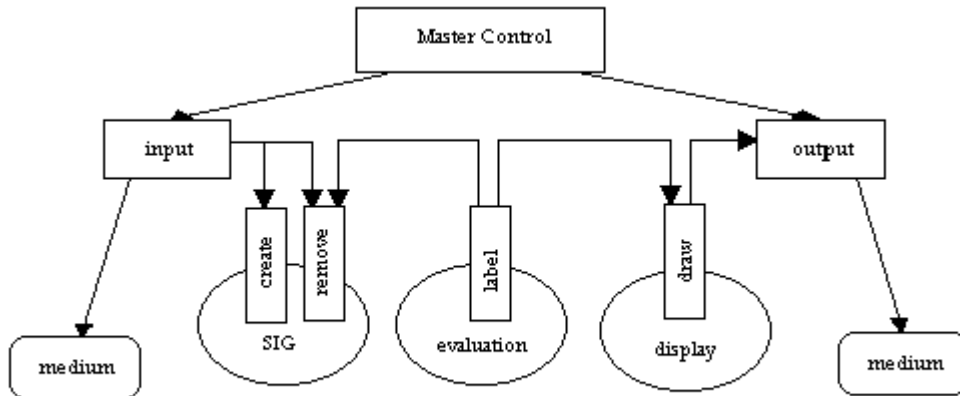 Master Control
input
output
create
remove
label
draw
SIG
evaluation
display
medium
medium